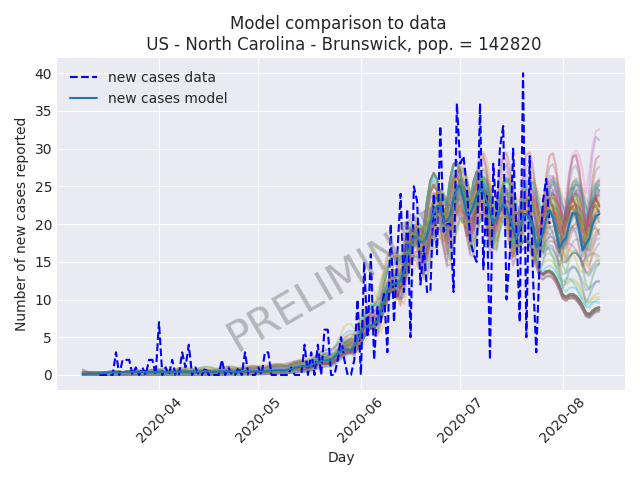 Model comparison to data
US - North Carolina - Brunswick, pop. = 142820
new cases data
new cases model
Number of new cases reported
40
35
30
25
20
15
10
5
0
2020-04
2020-05
2020-06
2020-07
2020-08
Day